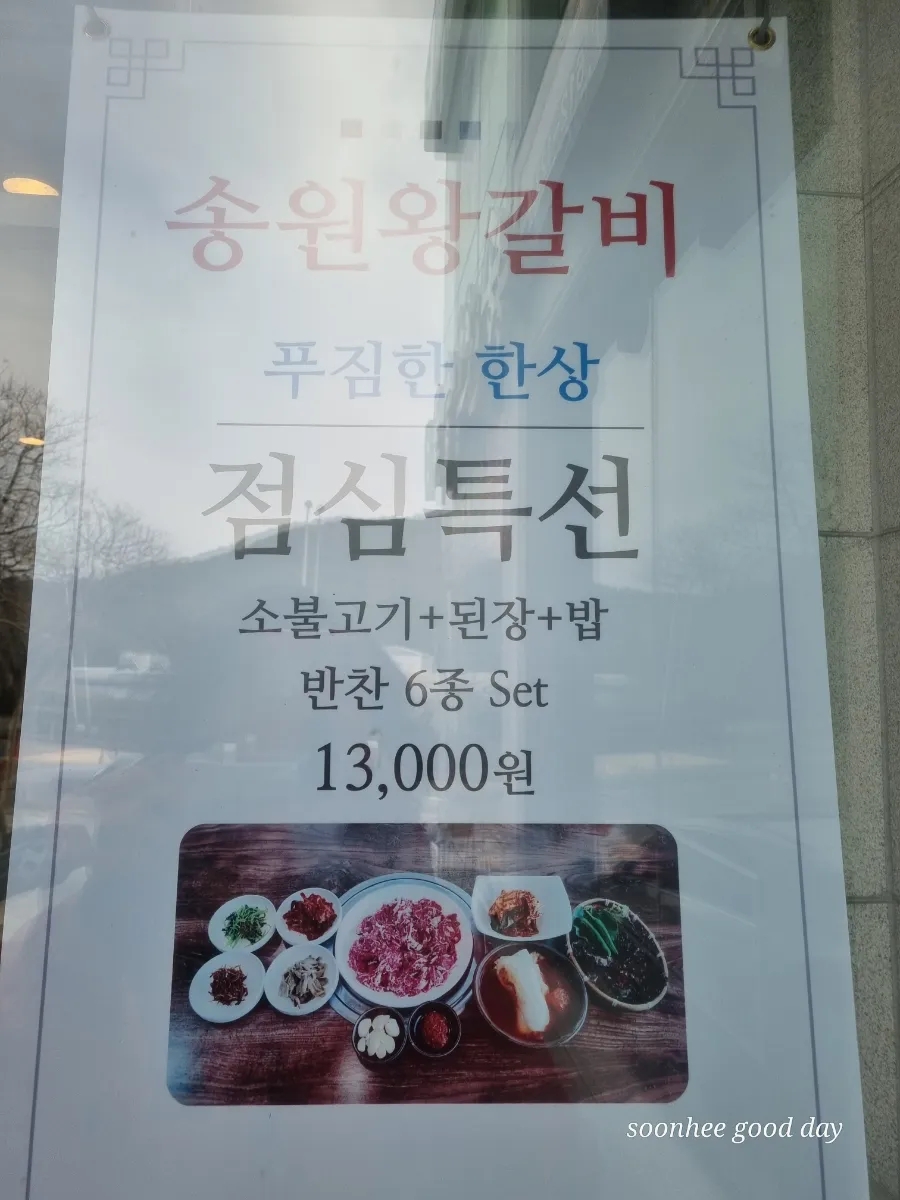 송원왕갈비
푸짐한 한상
점심특선
소불고기+된장+밥
반찬 6종 Set
13,000원
soonhee good day